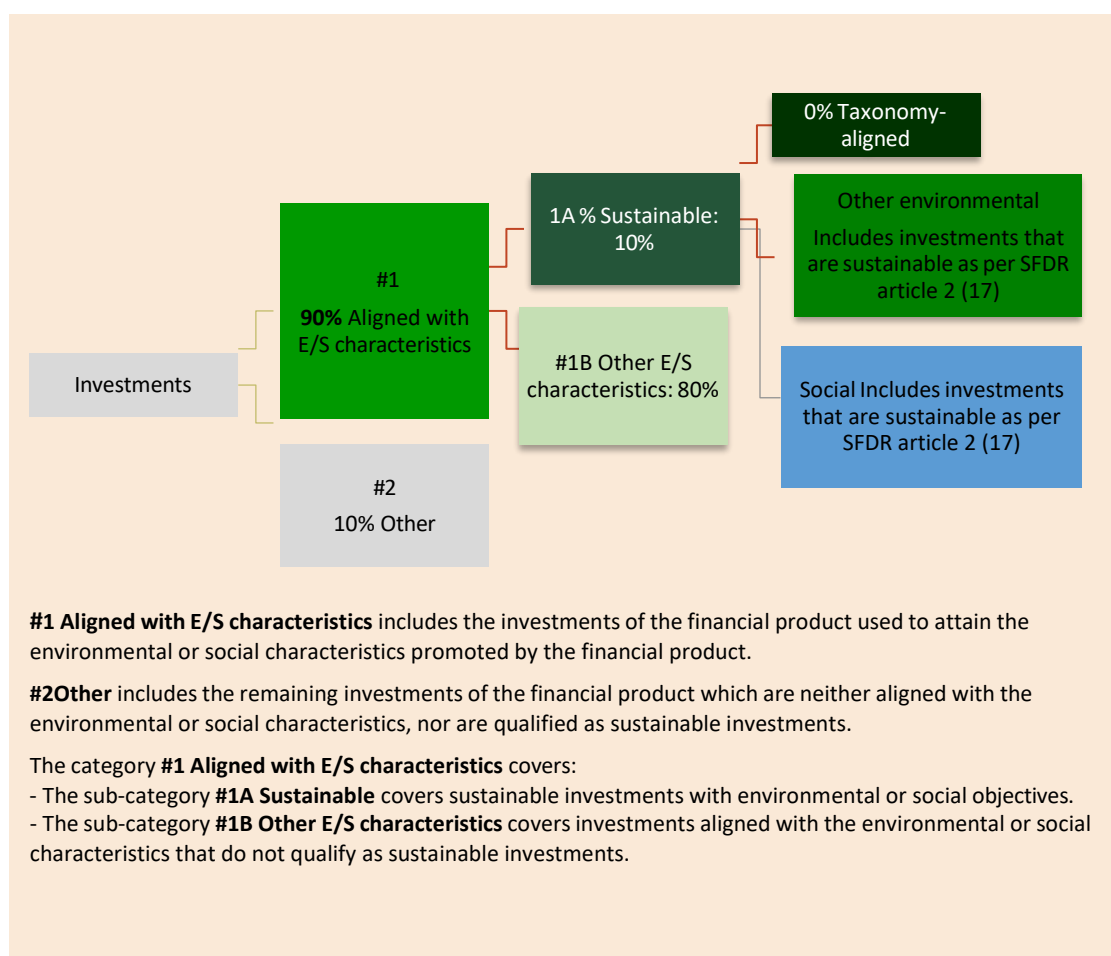 Investments
#1
90% Aligned with
E/S characteristics
#2
10% Other
1A % Sustainable:
10%
#1B Other E/S
characteristics: 80%
0% Taxonomy-
aligned
Other environmental
Includes investments that
are sustainable as per SFDR
article 2 (17)
Social Includes investments
that are sustainable as per
SFDR article 2 (17)
#1 Aligned with E/S characteristics includes the investments of the financial product used to attain the
environmental or social characteristics promoted by the financial product.
#2Other includes the remaining investments of the financial product which are neither aligned with the
environmental or social characteristics, nor are qualified as sustainable investments.
The category #1 Aligned with E/S characteristics covers:
- The sub-category #1A Sustainable covers sustainable investments with environmental or social objectives.
- The sub-category #1B Other E/S characteristics covers investments aligned with the environmental or social
characteristics that do not qualify as sustainable investments.